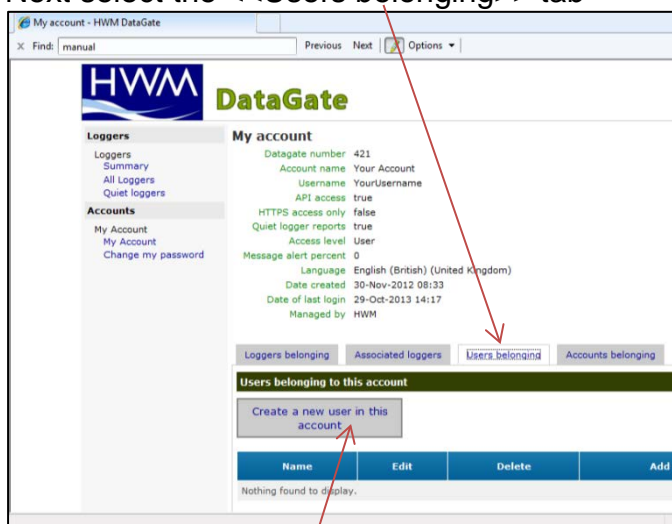 Next select the <<Users belonging>> tab
My account - HWM DataGate
x Find: manual Previous Next Options
HWM DataGate
Loggers
Loggers
Summary
All Loggers
Quiet loggers
Accounts
My Account
My Account
Change my password
My account
Datagate number 421
Account name Your Account
Username YourUsername
API access true
HTTPS access only false
Quiet logger reports true
Access level User
Message alert percent 0
Language English (British) (United Kingdom)
Date created 30-Nov-2012 08:33
Date of last login 29-Oct-2013 14:17
Managed by HWM
Loggers belonging Associated loggers Users belonging Accounts belonging
Users belonging to this account
Create a new user in this
account
Name Edit Delete Add
Nothing found to display.